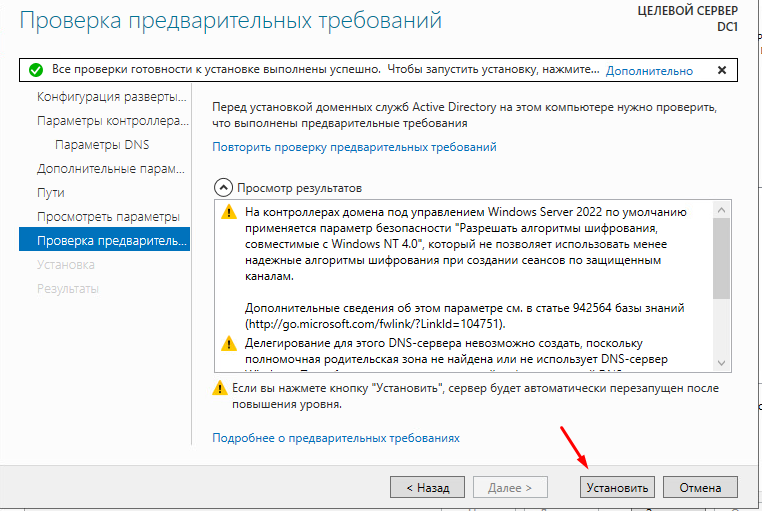 Проверка предварительных требований
ЦЕЛЕВОЙ СЕРВЕР
DC1
Все проверки готовности к установке выполнены успешно. Чтобы запустить установку, нажмите... Дополнительно
Конфигурация разверты...
Параметры контроллера...
Параметры DNS
Дополнительные парам...
Пути
Просмотреть параметры
Проверка предваритель...
Установка
Результаты
Перед установкой доменных служб Active Directory на этом компьютере нужно проверить,
что выполнены предварительные требования
Повторить проверку предварительных требований
Просмотр результатов
На контроллерах домена под управлением Windows Server 2022 по умолчанию
применяется параметр безопасности "Разрешать алгоритмы шифрования,
совместимые с Windows NT 4.0", который не позволяет использовать менее
надежные алгоритмы шифрования при создании сеансов по защищенным
каналам.
Дополнительные сведения об этом параметре см. в статье 942564 базы знаний
(http://go.microsoft.com/fwlink/?LinkId=104751).
Делегирование для этого DNS-сервера невозможно создать, поскольку
полномочная родительская зона не найдена или не использует DNS-сервер
Если вы нажмете кнопку "Установить", сервер будет автоматически перезапущен после
повышения уровня.
Подробнее о предварительных требованиях
< Назад
Далее >
Установить
Отмена